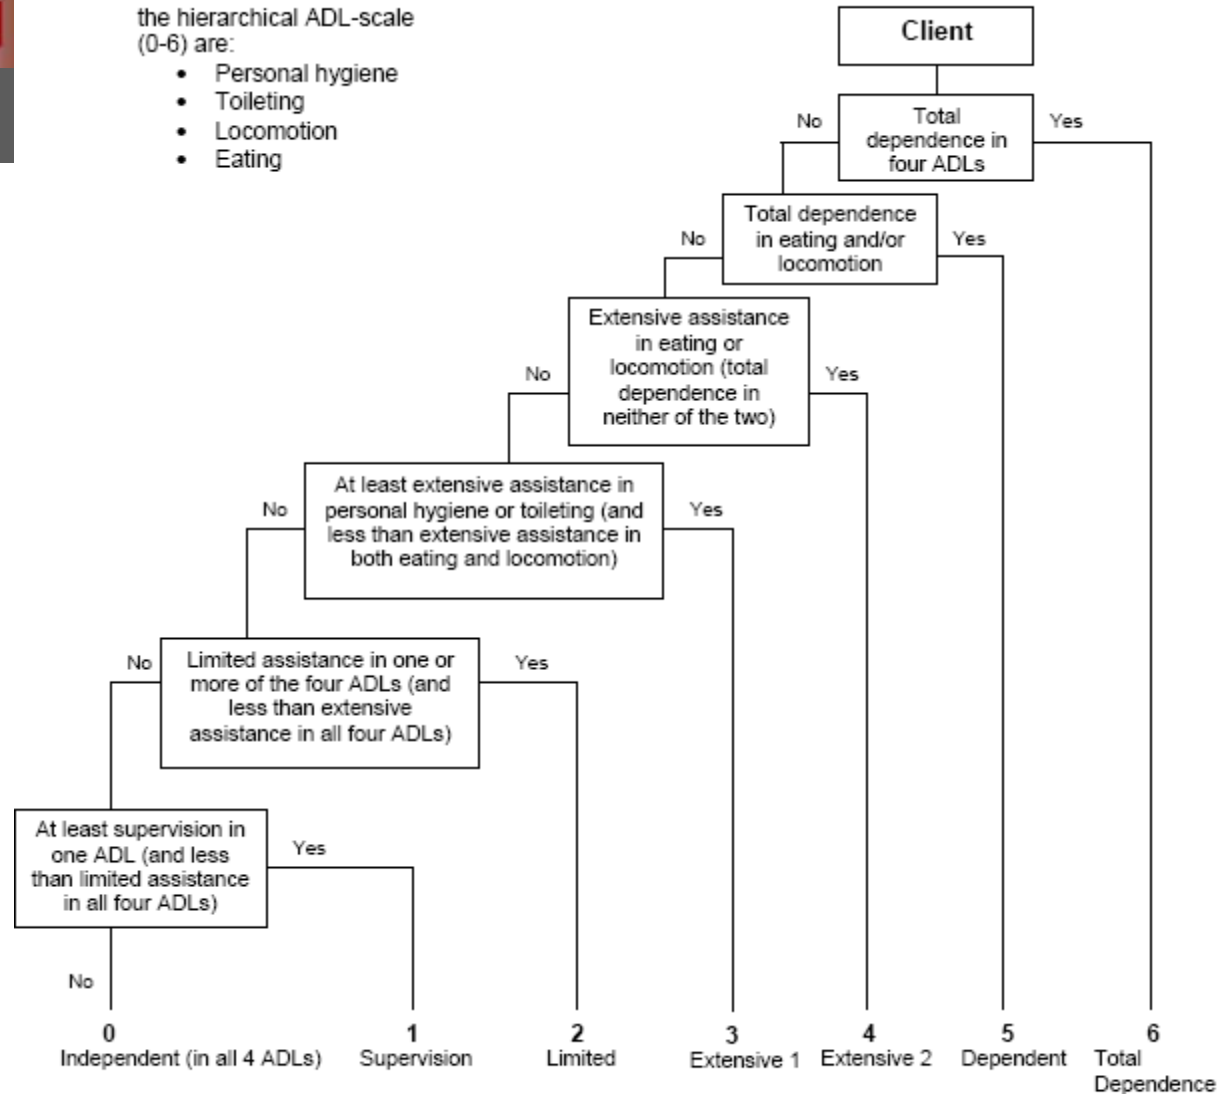 the hierarchical ADL-scale
(0-6) are:
• Personal hygiene
• Toileting
• Locomotion
• Eating
Client
No
Total
dependence in
four ADLs
Yes
No
Total dependence
in eating and/or
locomotion
Yes
No
Extensive assistance
in eating or
locomotion (total
dependence in
neither of the two)
Yes
No
At least extensive assistance in
personal hygiene or toileting (and
less than extensive assistance in
both eating and locomotion)
Yes
No
Limited assistance in one or
more of the four ADLs (and
less than extensive
assistance in all four ADLs)
Yes
At least supervision in
one ADL (and less
than limited assistance
in all four ADLs)
Yes
No
0
Independent (in all 4 ADLs)
1
Supervision
2
Limited
3
Extensive 1
4
Extensive 2
5
Dependent
6
Total
Dependence